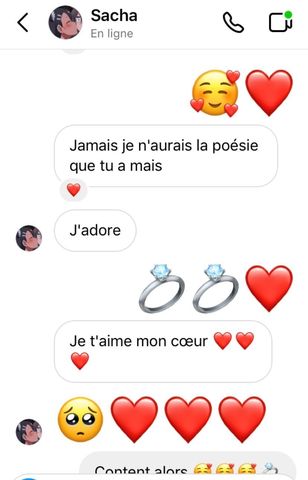 Sacha
En ligne
🥰❤️
Jamais je n'aurais la poésie
que tu a mais
❤️
J'adore
💍💍❤️
Je t'aime mon cœur ❤️❤️
❤️
🥺❤️❤️❤️
Content alors 🥰🥰🥰💍